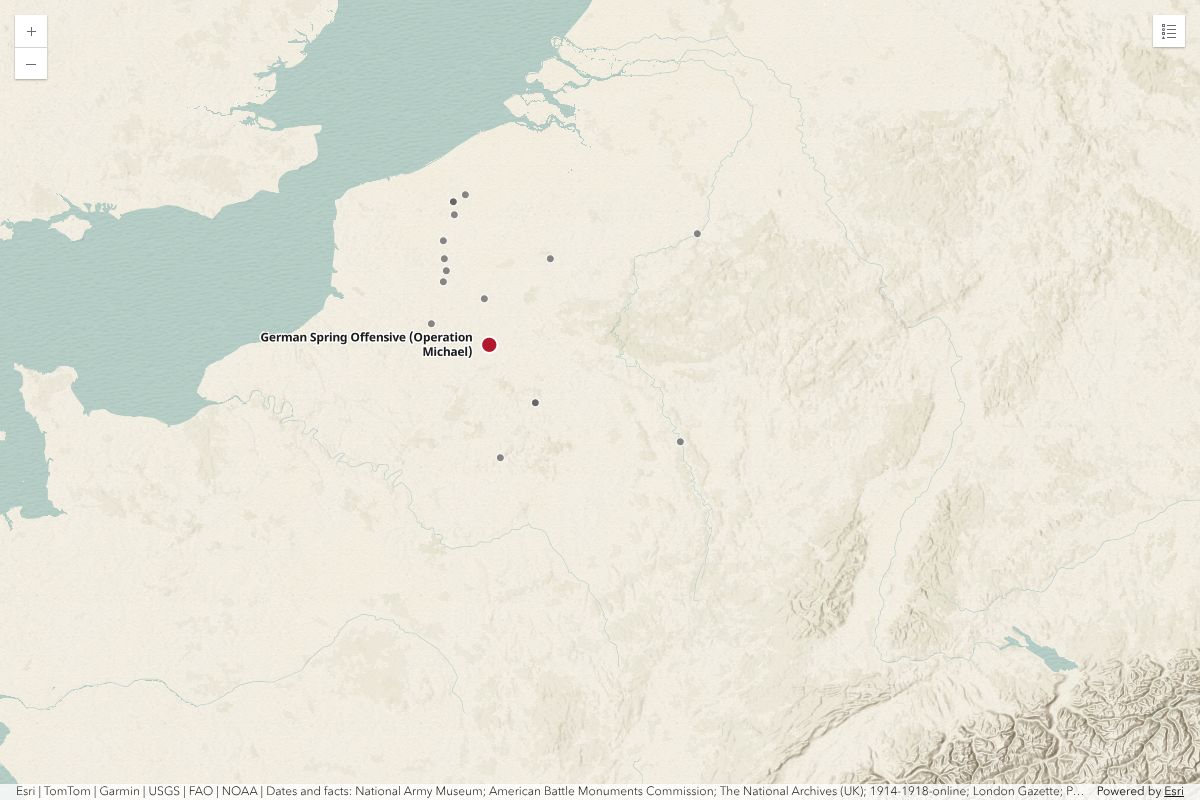 German Spring Offensive (Operation
Michael)
Esri | TomTom | Garmin | USGS | FAO | NOAA | Dates and facts: National Army Museum; American Battle Monuments Commission; The National Archives (UK); 1914-1918-online; London Gazette; P... Powered by Esri